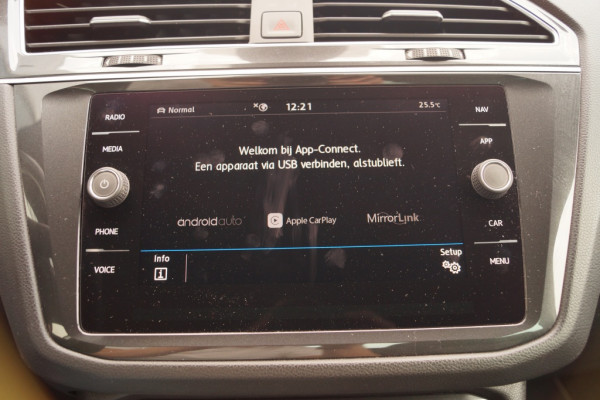 RADIO
MEDIA
PHONE
VOICE
Normal
12:21
25.5°C
Welkom bij App-Connect.
Een apparaat via USB verbinden, alstublieft.
androidauto
Apple CarPlay
MirrorLink
Info
Setup
NAV
APP
CAR
MENU